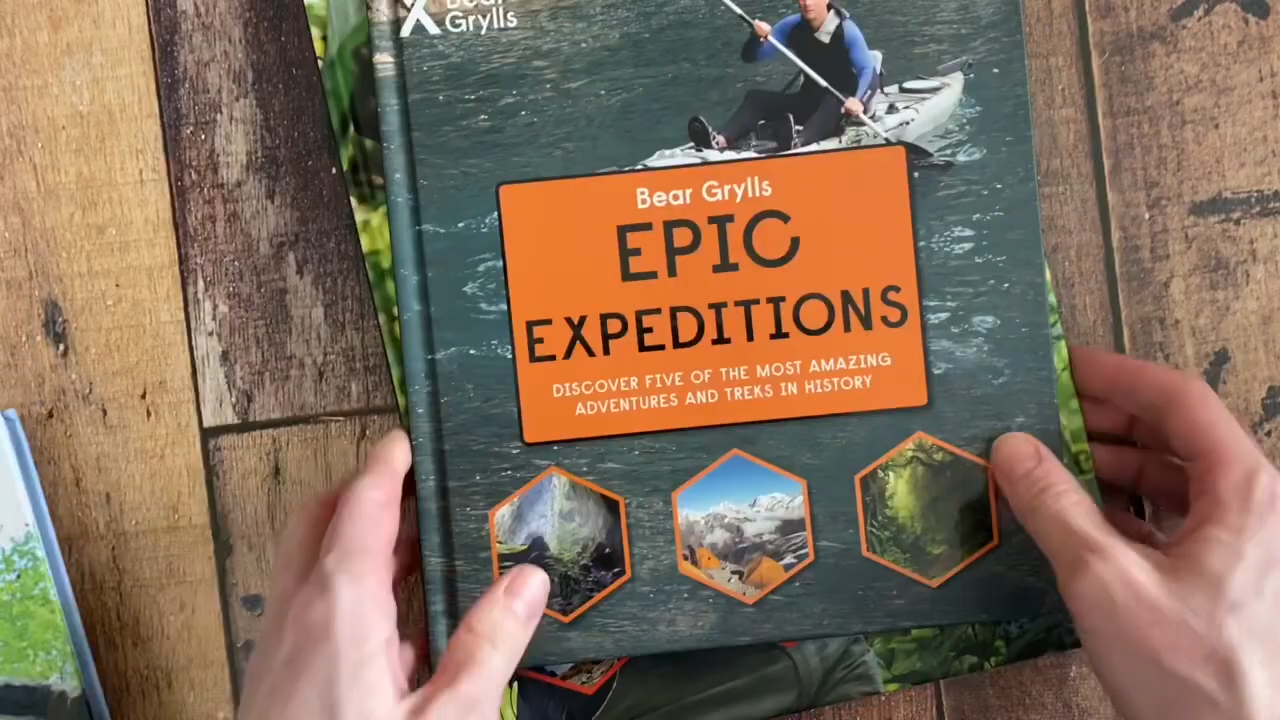 Bear
Grylls
Bear Grylls
EPIC
EXPEDITIONS
DISCOVER FIVE OF THE MOST AMAZING
ADVENTURES AND TREKS IN HISTORY